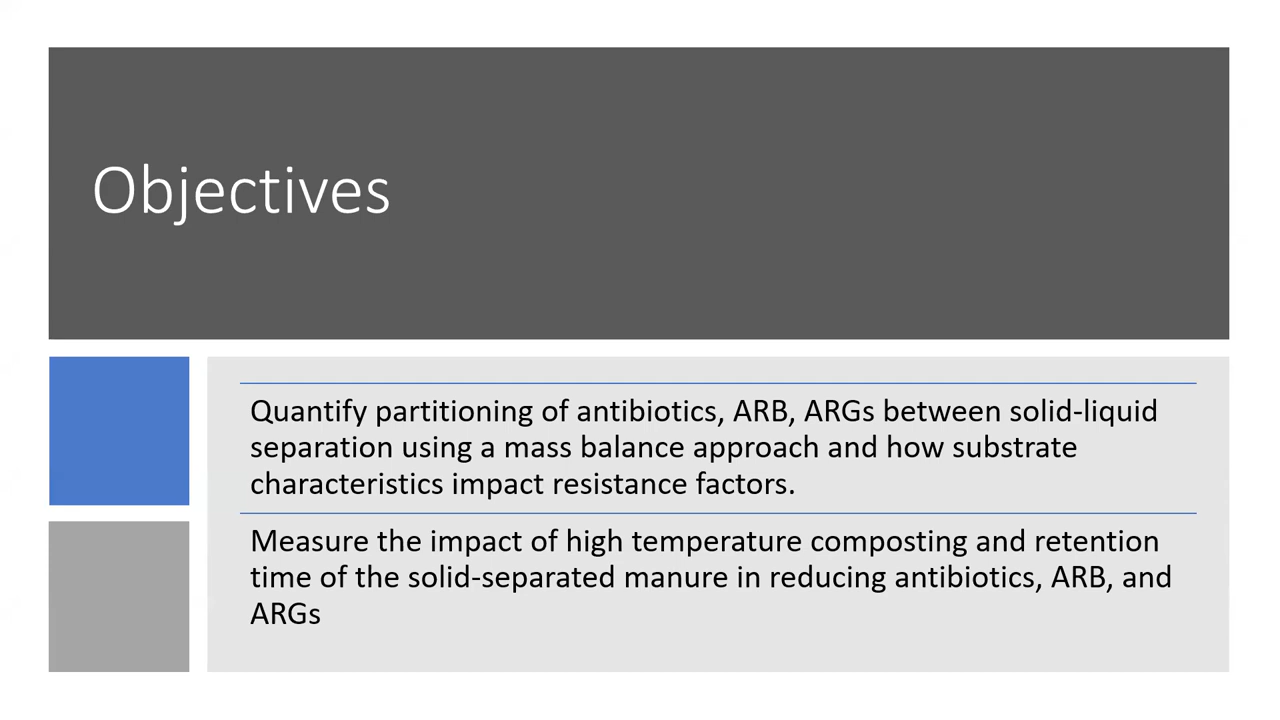 Objectives
Quantify partitioning of antibiotics, ARB, ARGs between solid-liquid
separation using a mass balance approach and how substrate
characteristics impact resistance factors.
Measure the impact of high temperature composting and retention
time of the solid-separated manure in reducing antibiotics, ARB, and
ARGs